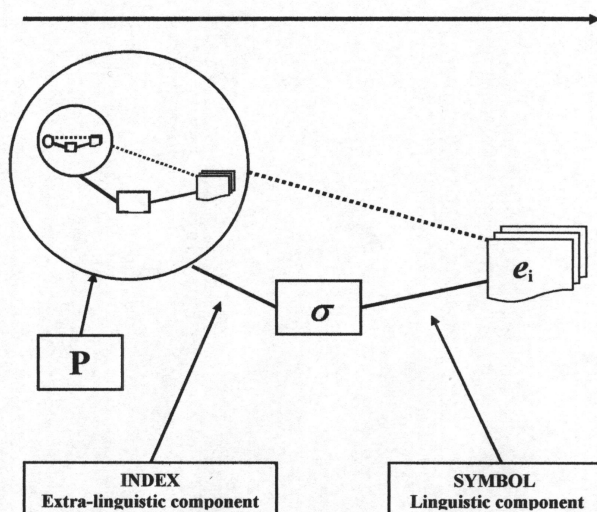 e_i
σ
P
INDEX
Extra-linguistic component
SYMBOL
Linguistic component